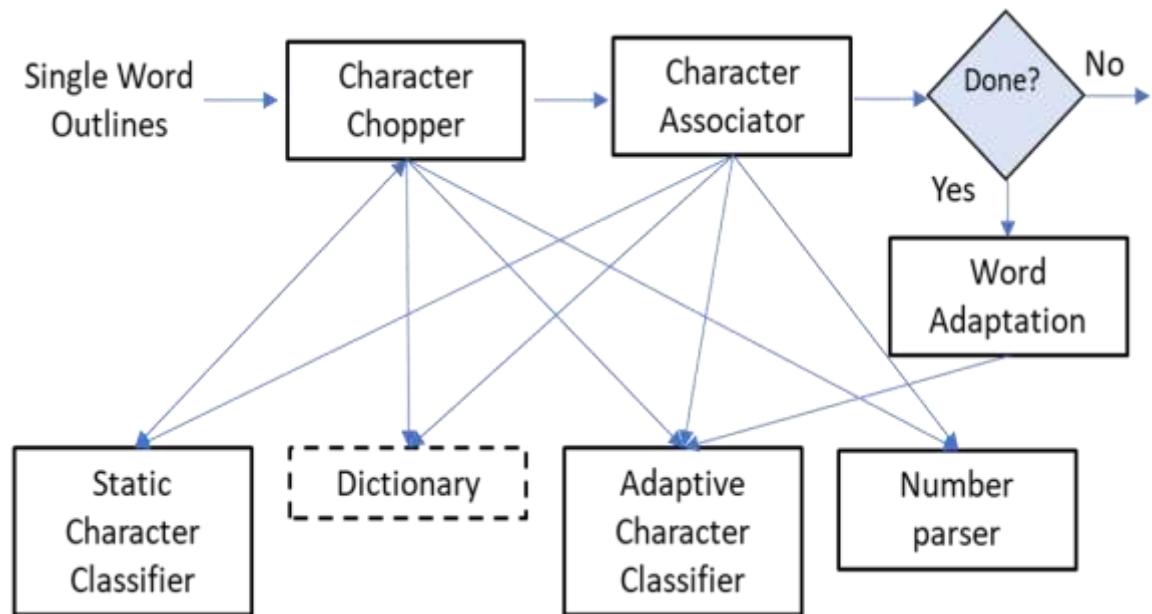 Single Word
Outlines
Character
Chopper
Character
Associator
Done?
No
Yes
Word
Adaptation
Static
Character
Classifier
Dictionary
Adaptive
Character
Classifier
Number
parser